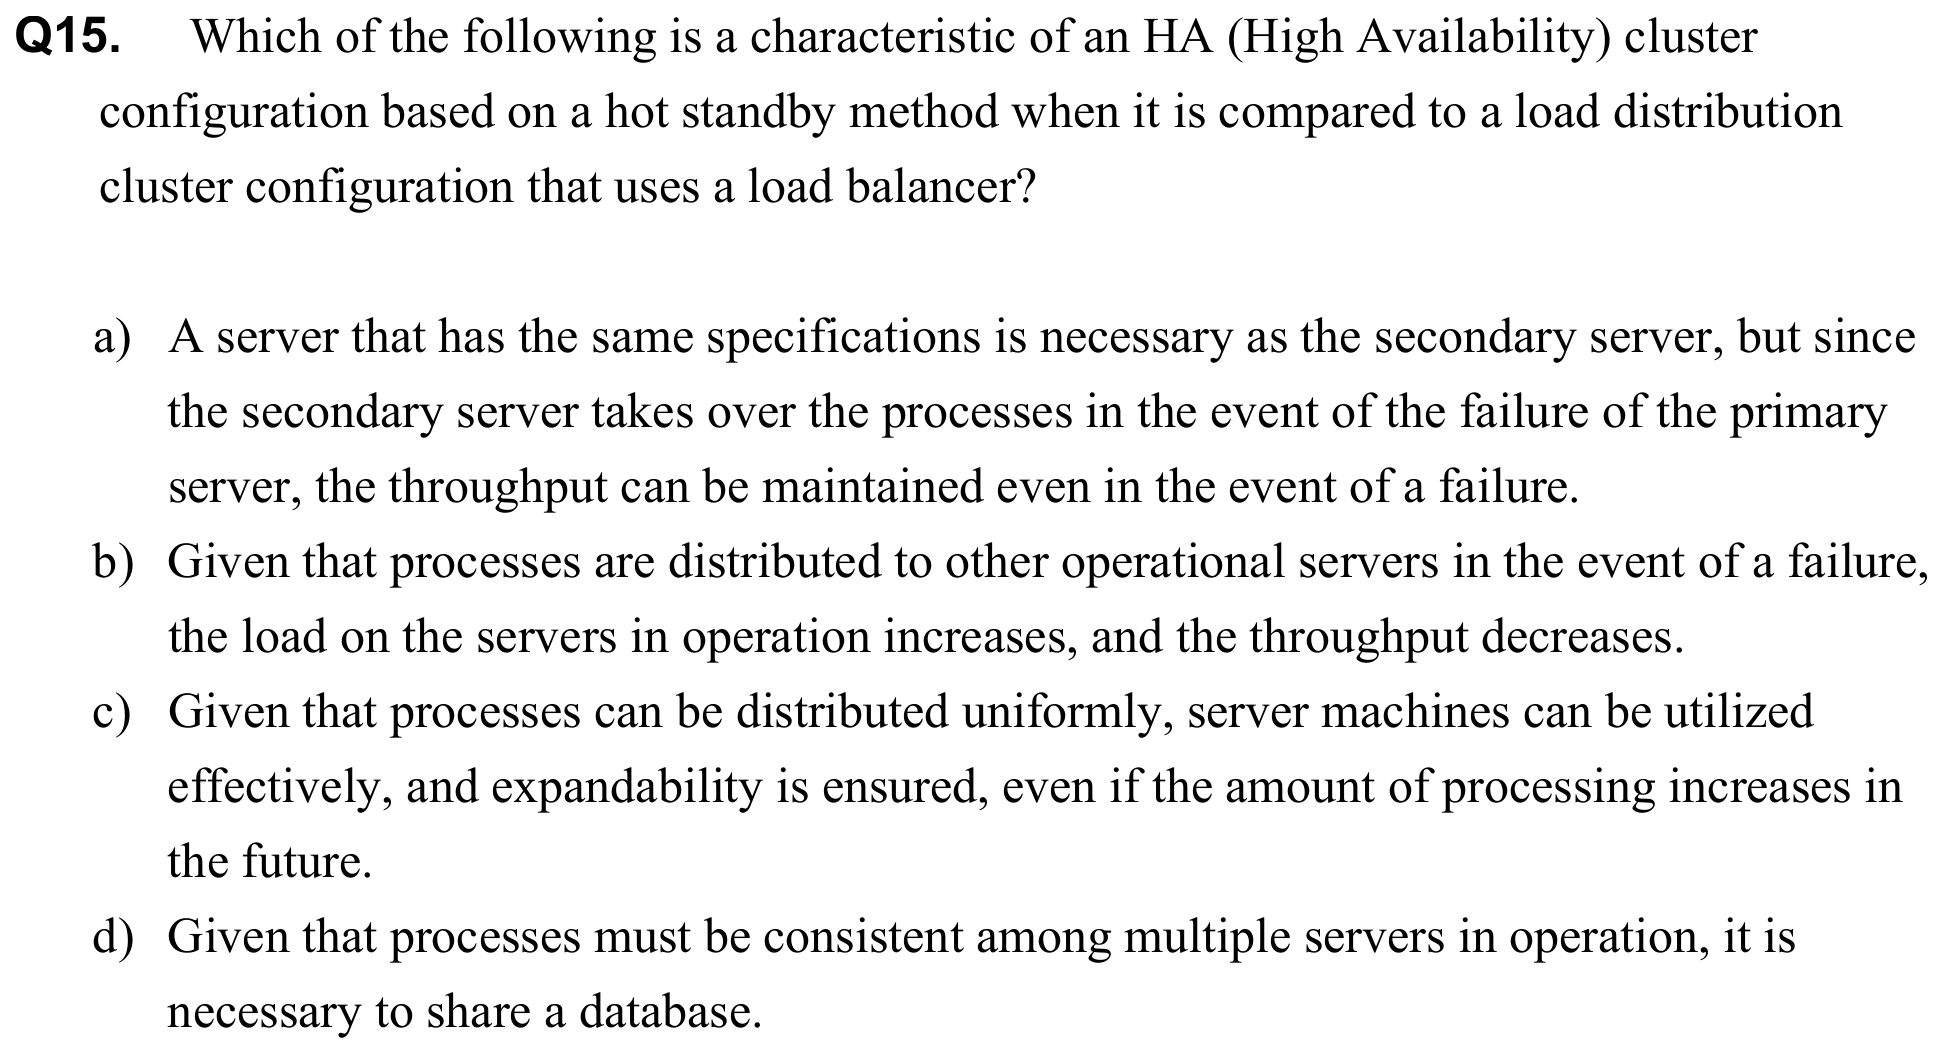 Q15. Which of the following is a characteristic of an HA (High Availability) cluster
configuration based on a hot standby method when it is compared to a load distribution
cluster configuration that uses a load balancer?
a) A server that has the same specifications is necessary as the secondary server, but since
the secondary server takes over the processes in the event of the failure of the primary
server, the throughput can be maintained even in the event of a failure.
b) Given that processes are distributed to other operational servers in the event of a failure,
the load on the servers in operation increases, and the throughput decreases.
c) Given that processes can be distributed uniformly, server machines can be utilized
effectively, and expandability is ensured, even if the amount of processing increases in
the future.
d) Given that processes must be consistent among multiple servers in operation, it is
necessary to share a database.